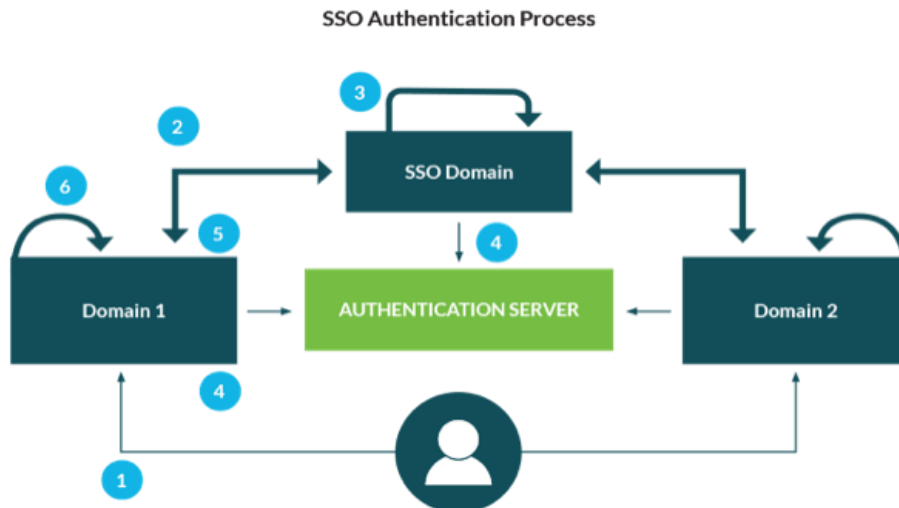 SSO Authentication Process
3
2
SSO Domain
6
5
4
Domain 1
AUTHENTICATION SERVER
Domain 2
4
1